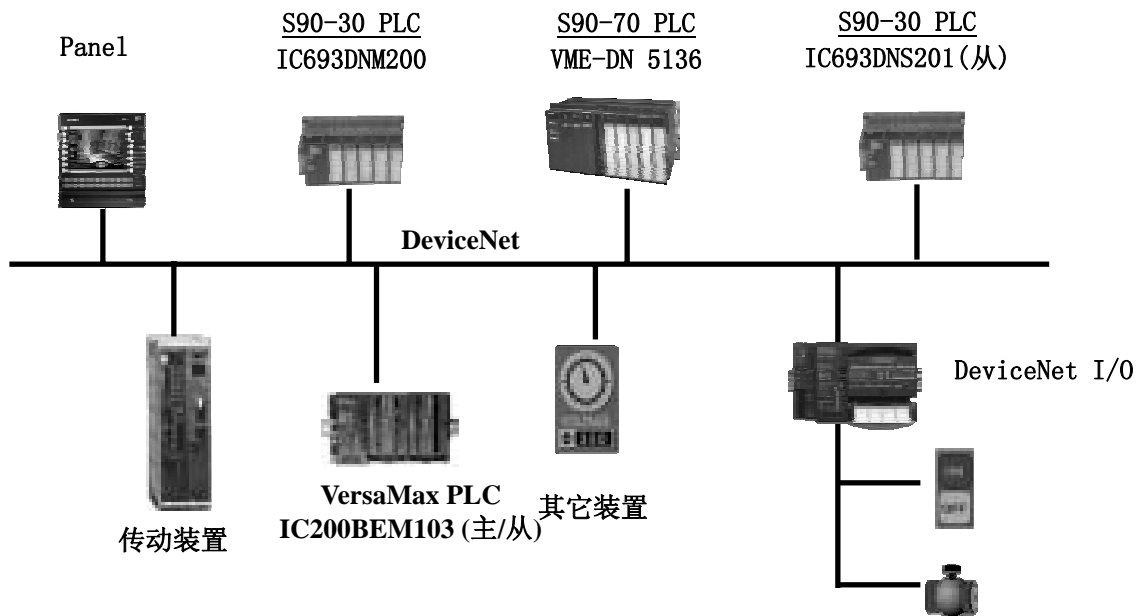 Panel
S90-30 PLC
IC693DNM200
S90-70 PLC
VME-DN 5136
S90-30 PLC
IC693DNS201(从)
DeviceNet
DeviceNet I/O
传动装置
VersaMax PLC
IC200BEM103 (主/从)
其它装置